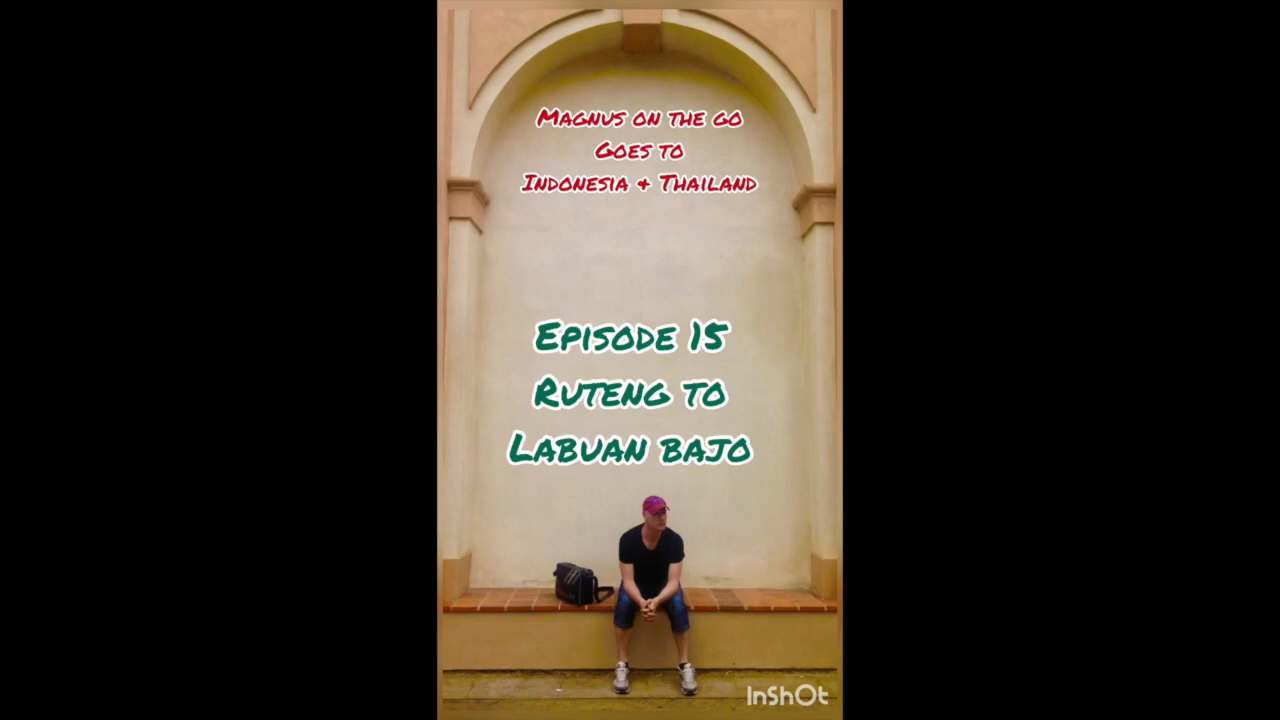 Magnus on the go
Goes to
Indonesia & Thailand
Episode 15
Ruteng to
Labuan bajo
InShOt